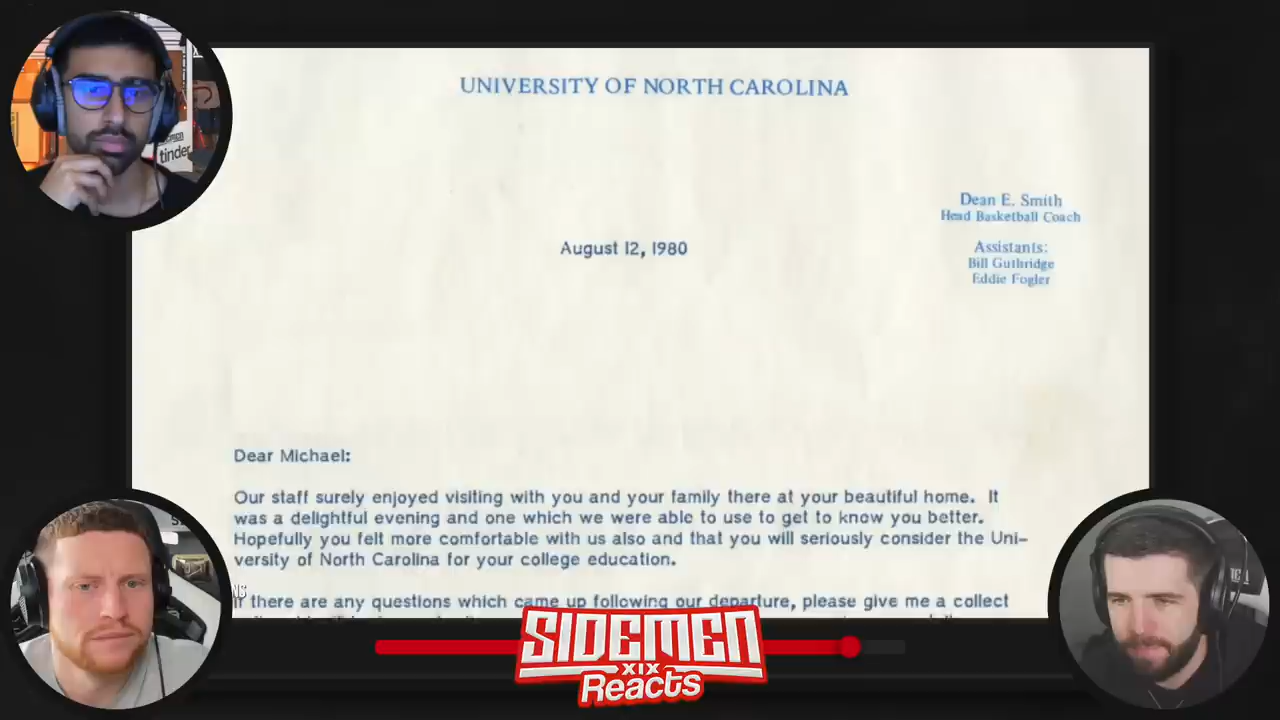 UNIVERSITY OF NORTH CAROLINA
Dean E. Smith
Head Basketball Coach
Assistants:
Bill Guthridge
Eddie Fogler
August 12, 1980
Dear Michael:
Our staff surely enjoyed visiting with you and your family there at your beautiful home. It
was a delightful evening and one which we were able to use to get to know you better.
Hopefully you felt more comfortable with us also and that you will seriously consider the Uni-
versity of North Carolina for your college education.
If there are any questions which came up following our departure, please give me a collect
tinder
SIDEMEN
XIX
Reacts